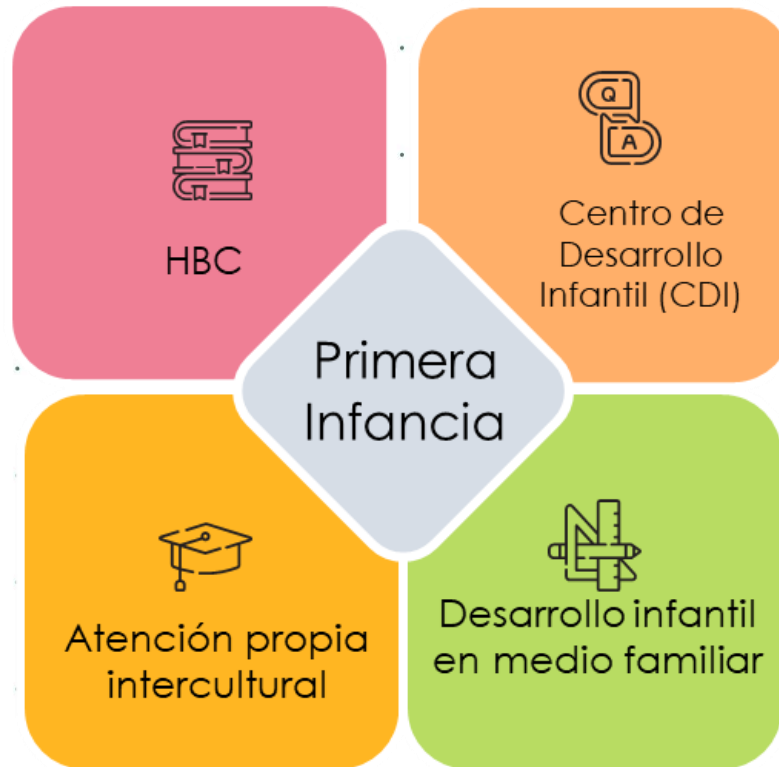 HBC
Q
A
Centro de
Desarrollo
Infantil (CDI)
Primera
Infancia
Atención propia
intercultural
Desarrollo infantil
en medio familiar